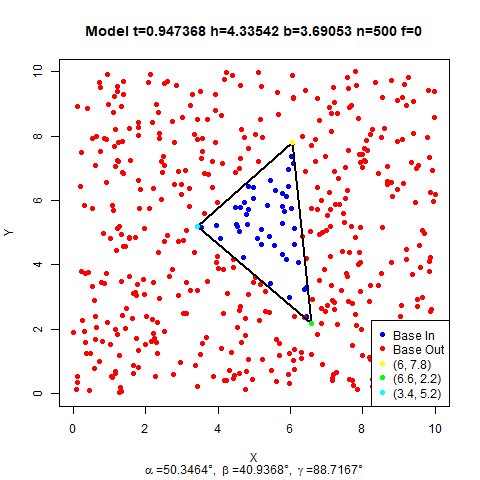 Model t=0.947368 h=4.33542 b=3.69053 n=500 f=0
10
8
6
4
2
0
Y
0 2 4 6 8 10
X
α=50.3464°, β=40.9368°, γ=88.7167°
Base In
Base Out
(6, 7.8)
(6.6, 2.2)
(3.4, 5.2)